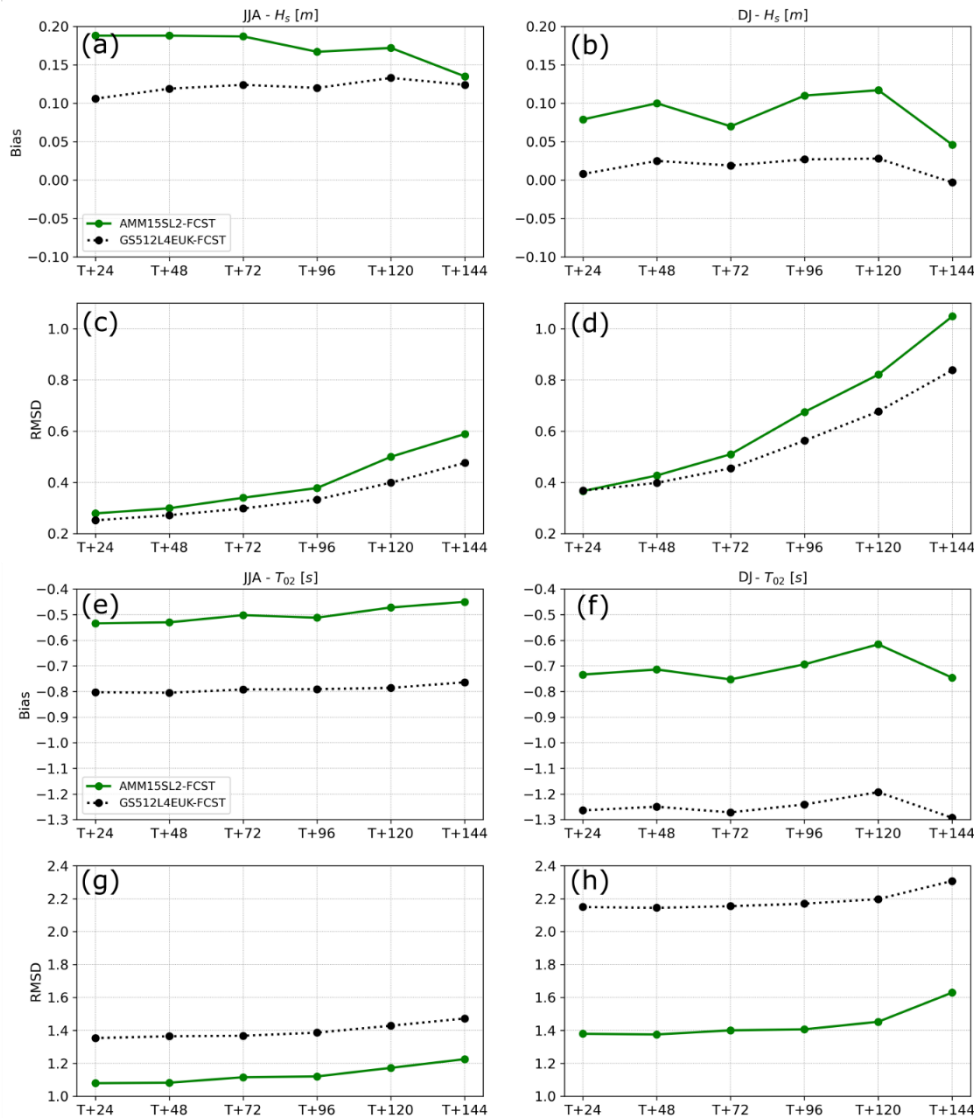 JJA - Hs [m]
(a)
Bias
0.20
0.15
0.10
0.05
0.00
−0.05
−0.10
AMM15SL2-FCST
GS512L4EUK-FCST
T+24 T+48 T+72 T+96 T+120 T+144
DJ - Hs [m]
(b)
0.20
0.15
0.10
0.05
0.00
−0.05
−0.10
T+24 T+48 T+72 T+96 T+120 T+144
(c)
RMSD
1.0
0.8
0.6
0.4
0.2
T+24 T+48 T+72 T+96 T+120 T+144
(d)
1.0
0.8
0.6
0.4
0.2
T+24 T+48 T+72 T+96 T+120 T+144
JJA - T02 [s]
(e)
Bias
−0.4
−0.5
−0.6
−0.7
−0.8
−0.9
−1.0
−1.1
−1.2
−1.3
AMM15SL2-FCST
GS512L4EUK-FCST
T+24 T+48 T+72 T+96 T+120 T+144
DJ - T02 [s]
(f)
−0.4
−0.5
−0.6
−0.7
−0.8
−0.9
−1.0
−1.1
−1.2
−1.3
T+24 T+48 T+72 T+96 T+120 T+144
(g)
RMSD
2.4
2.2
2.0
1.8
1.6
1.4
1.2
1.0
T+24 T+48 T+72 T+96 T+120 T+144
(h)
2.4
2.2
2.0
1.8
1.6
1.4
1.2
1.0
T+24 T+48 T+72 T+96 T+120 T+144